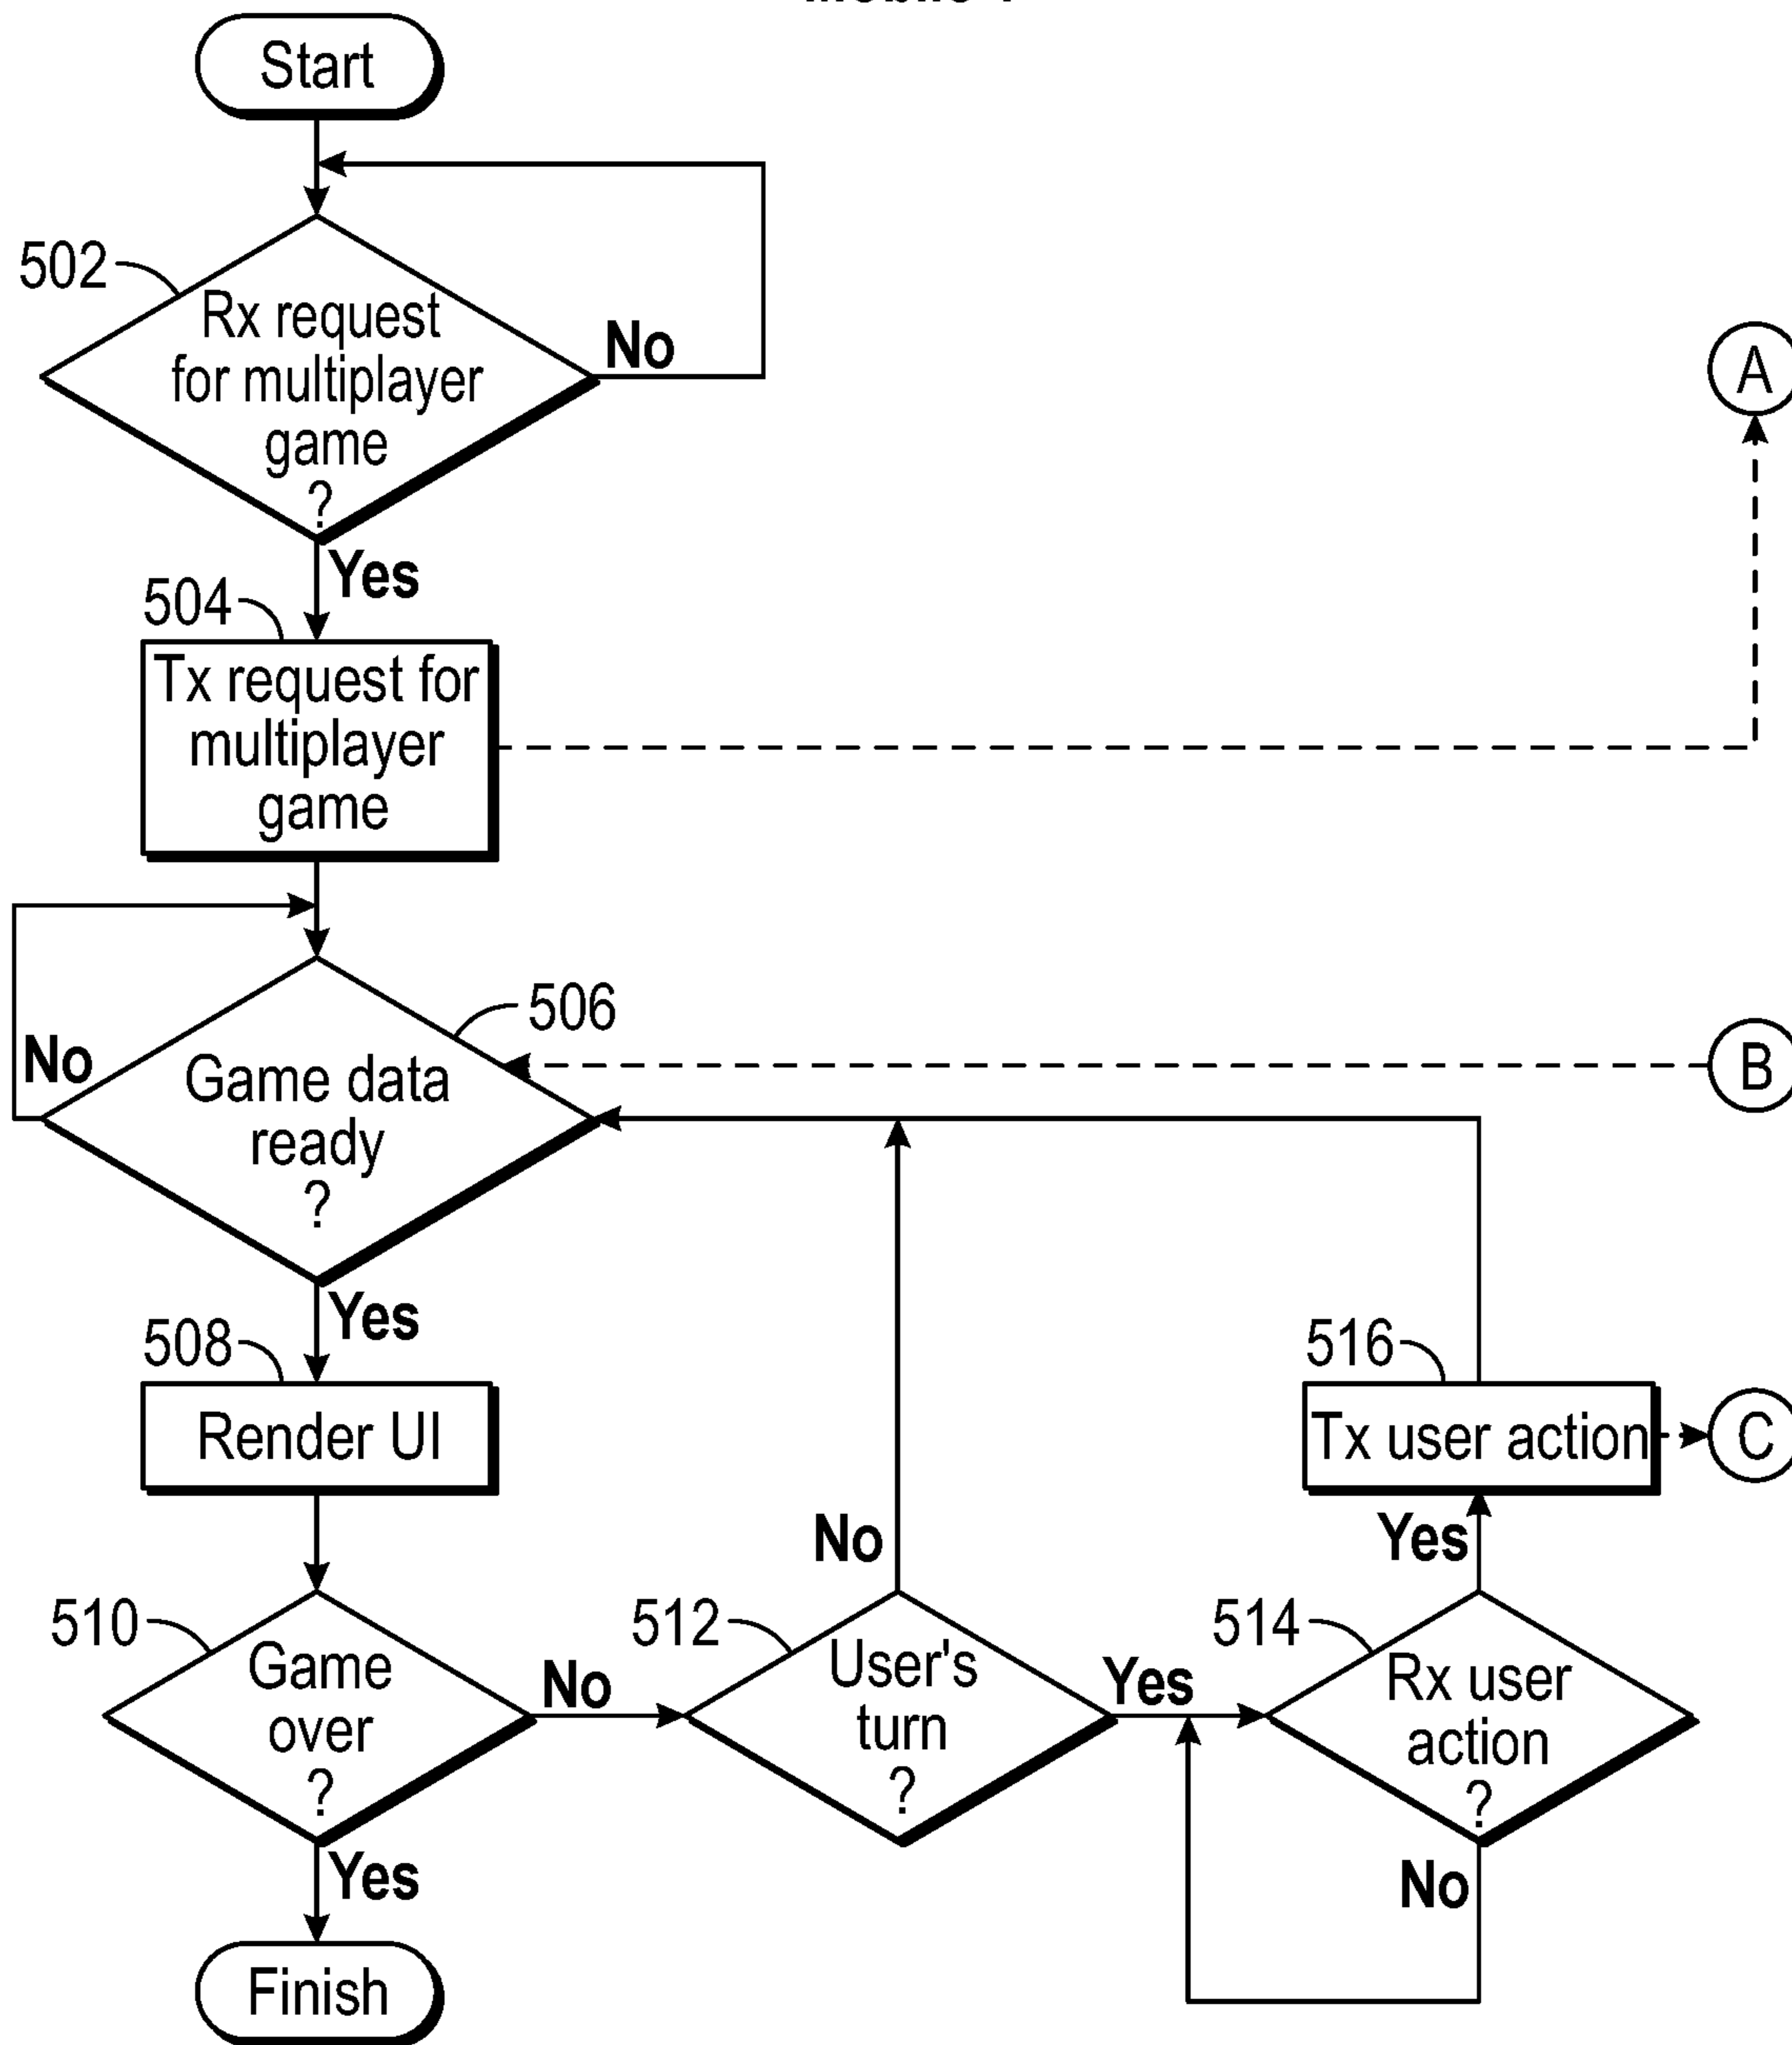 Start
502
Rx request
for multiplayer
game
?
No
A
Yes
504
Tx request for
multiplayer
game
506
No
Game data
ready
?
B
Yes
508
Render UI
516
Tx user action
C
No
Yes
510
Game
over
?
No
512
User's
turn
?
Yes
514
Rx user
action
?
Yes
No
Finish